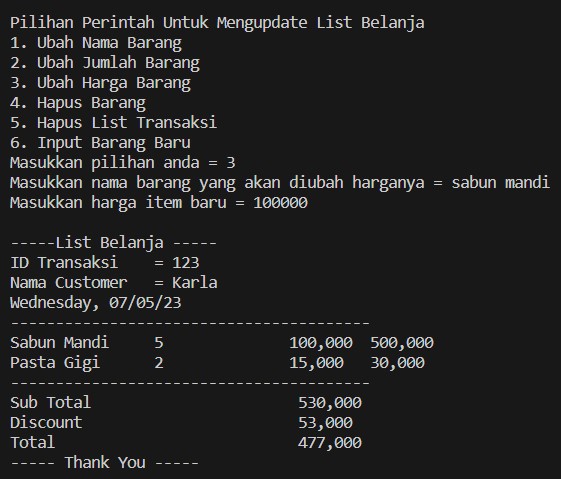 Pilihan Perintah Untuk Mengupdate List Belanja
1. Ubah Nama Barang
2. Ubah Jumlah Barang
3. Ubah Harga Barang
4. Hapus Barang
5. Hapus List Transaksi
6. Input Barang Baru
Masukkan pilihan anda = 3
Masukkan nama barang yang akan diubah harganya = sabun mandi
Masukkan harga item baru = 100000
-----List Belanja -----
ID Transaksi    = 123
Nama Customer   = Karla
Wednesday, 07/05/23
----------------------------------------
Sabun Mandi     5              100,000  500,000
Pasta Gigi      2              15,000   30,000
----------------------------------------
Sub Total                       530,000
Discount                        53,000
Total                           477,000
----- Thank You -----